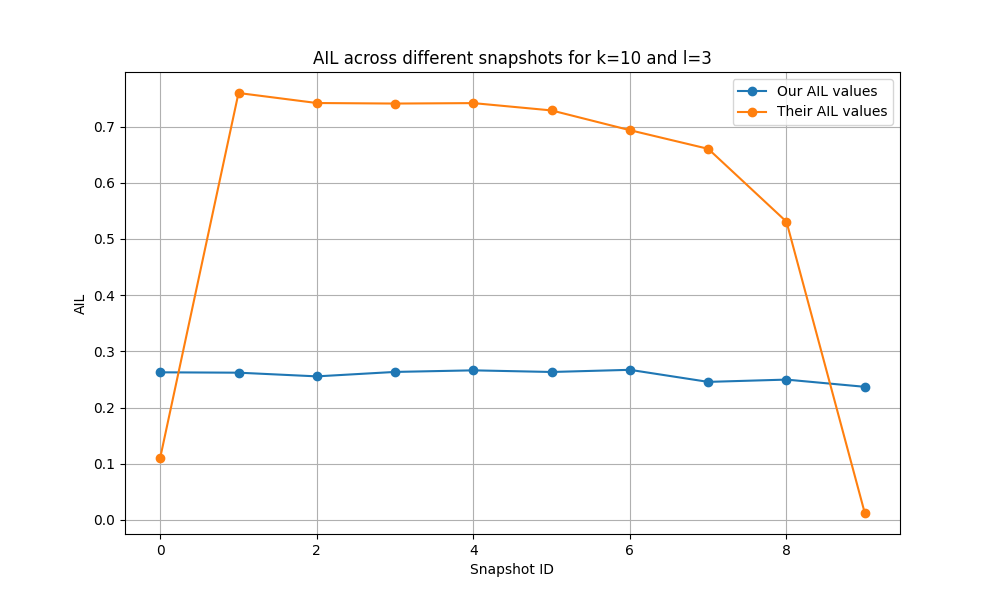 AIL across different snapshots for k=10 and l=3
Our AIL values
Their AIL values
0.7
0.6
0.5
0.4
0.3
0.2
0.1
0.0
AIL
0 2 4 6 8
Snapshot ID